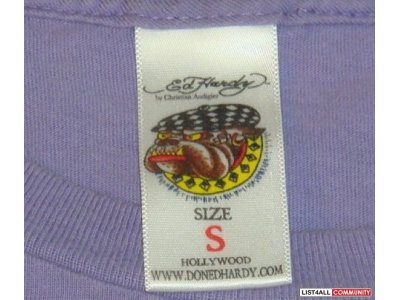 Ed Hardy
by Christian Audigier
SIZE
S
HOLLYWOOD
WWW.DONEDHARDY.COM
LIST4ALL COMMUNITY